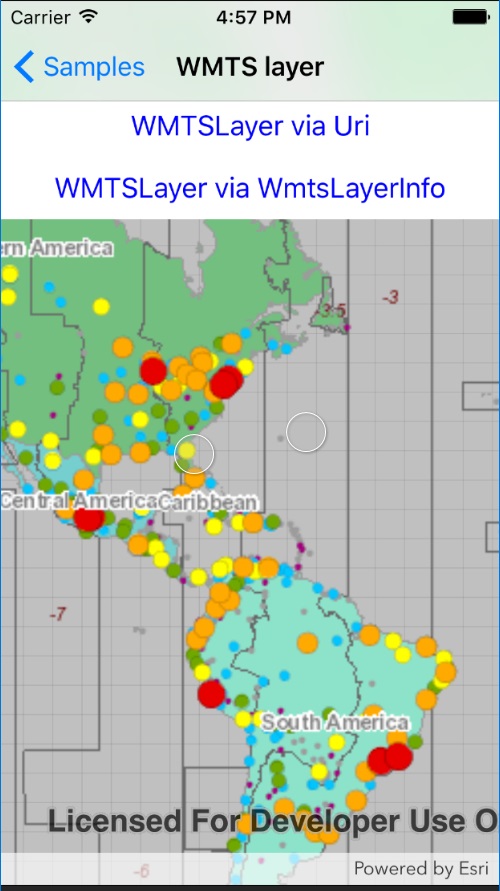 Carrier 4:57 PM
Samples WMTS layer
WMTSLayer via Uri
WMTSLayer via WmtsLayerInfo
ern America
-3.5 -3
Central America Caribbean
-7
South America
Licensed For Developer Use O
Powered by Esri
-6